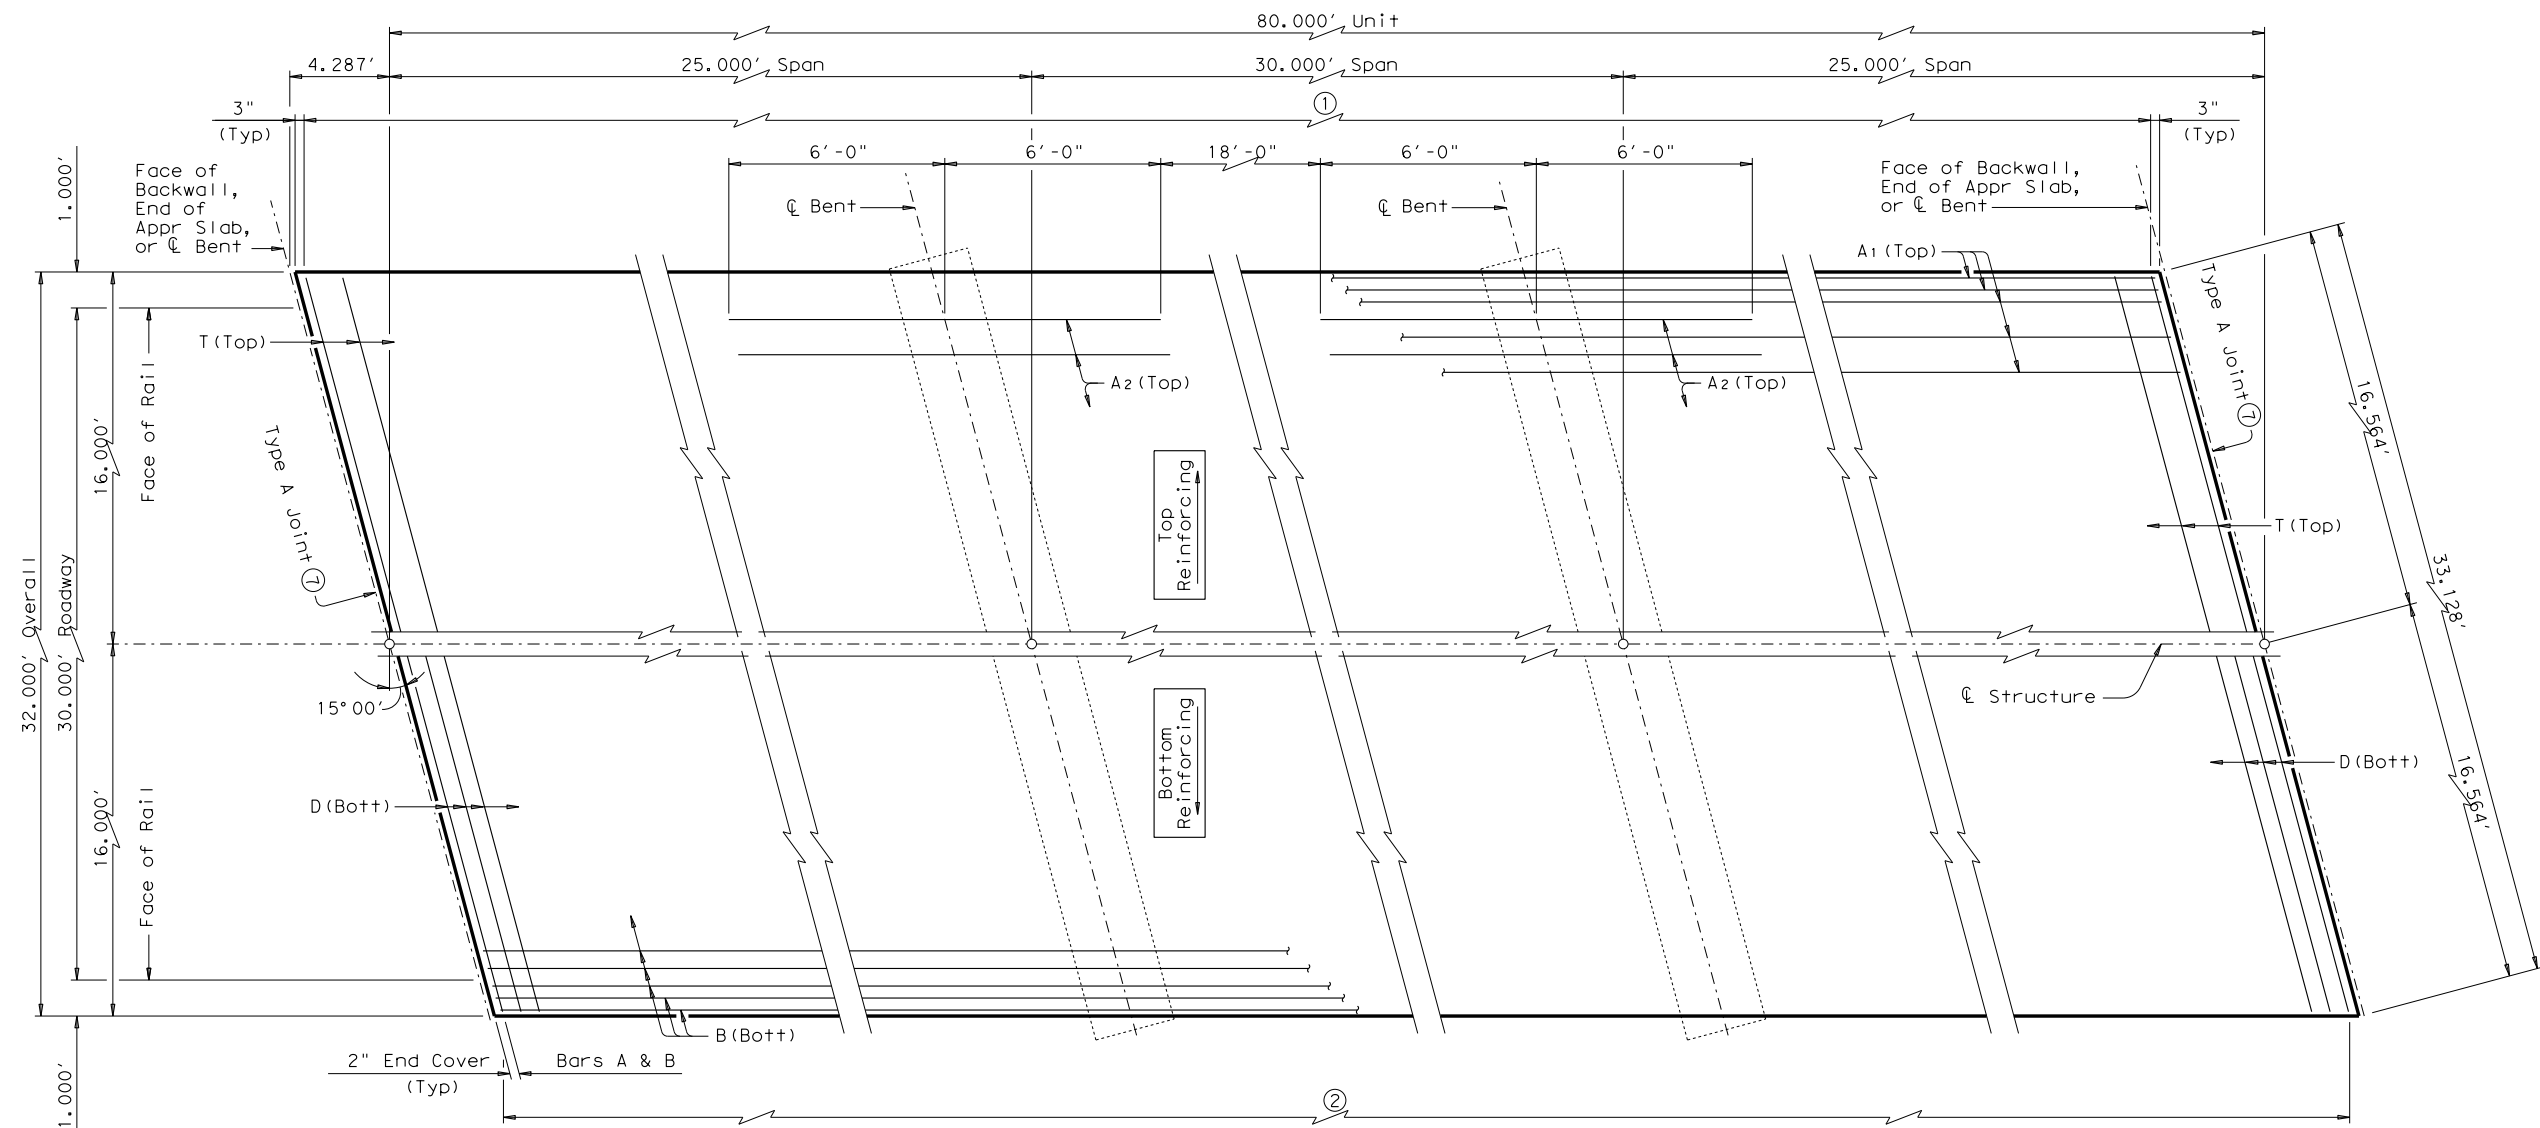 80.000' Unit
4.287'
25.000' Span
30.000' Span
25.000' Span
3"
(Typ)
①
3"
(Typ)
6'-0"
6'-0"
18'-0"
6'-0"
6'-0"
1.000'
Face of
Backwall,
End of
Appr Slab,
or ℄ Bent
℄ Bent
℄ Bent
Face of Backwall,
End of Appr Slab,
or ℄ Bent
A1(Top)
T(Top)
Face of Rail
16.000'
Type A Joint ⑦
A2(Top)
A2(Top)
Type A Joint ⑦
16.564'
33.128'
Top
Reinforcing
T(Top)
32.000' Overall
30.000' Roadway
15°00'
℄ Structure
Bottom
Reinforcing
D(Bott)
D(Bott)
16.564'
16.000'
Face of Rail
B(Bott)
2" End Cover
(Typ)
Bars A & B
1.000'
②